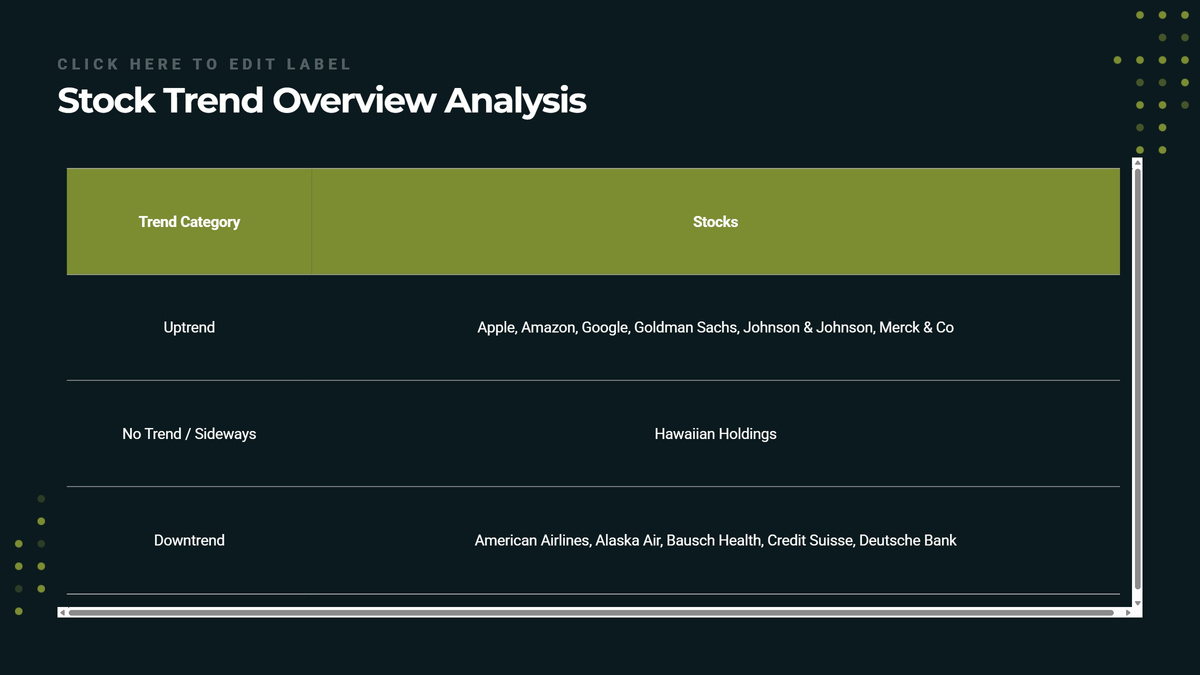 CLICK HERE TO EDIT LABEL
Stock Trend Overview Analysis
Trend Category
Stocks
Uptrend
Apple, Amazon, Google, Goldman Sachs, Johnson & Johnson, Merck & Co
No Trend / Sideways
Hawaiian Holdings
Downtrend
American Airlines, Alaska Air, Bausch Health, Credit Suisse, Deutsche Bank